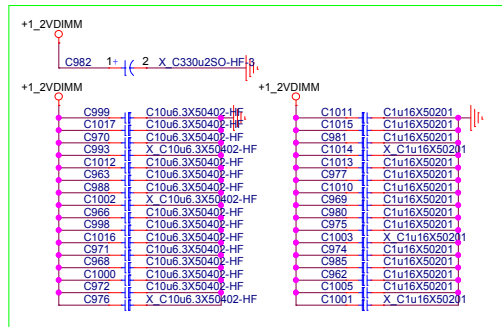 +1_2VDIMM
C982 1+ 2 X_C330u2SO-HF-3
+1_2VDIMM +1_2VDIMM
C999 C10u6.3X50402-HF C1011 C1u16X50201
C1017 C10u6.3X50402-HF C1015 C1u16X50201
C970 C10u6.3X50402-HF C981 C1u16X50201
C993 X_C10u6.3X50402-HF C1014 X_C1u16X50201
C1012 C10u6.3X50402-HF C1013 C1u16X50201
C963 C10u6.3X50402-HF C977 C1u16X50201
C988 C10u6.3X50402-HF C1010 C1u16X50201
C1002 X_C10u6.3X50402-HF C969 C1u16X50201
C966 C10u6.3X50402-HF C980 C1u16X50201
C998 C10u6.3X50402-HF C975 C1u16X50201
C1016 C10u6.3X50402-HF C1003 X_C1u16X50201
C971 C10u6.3X50402-HF C974 C1u16X50201
C968 C10u6.3X50402-HF C985 C1u16X50201
C1000 C10u6.3X50402-HF C962 C1u16X50201
C972 C10u6.3X50402-HF C1005 C1u16X50201
C976 X_C10u6.3X50402-HF C1001 X_C1u16X50201